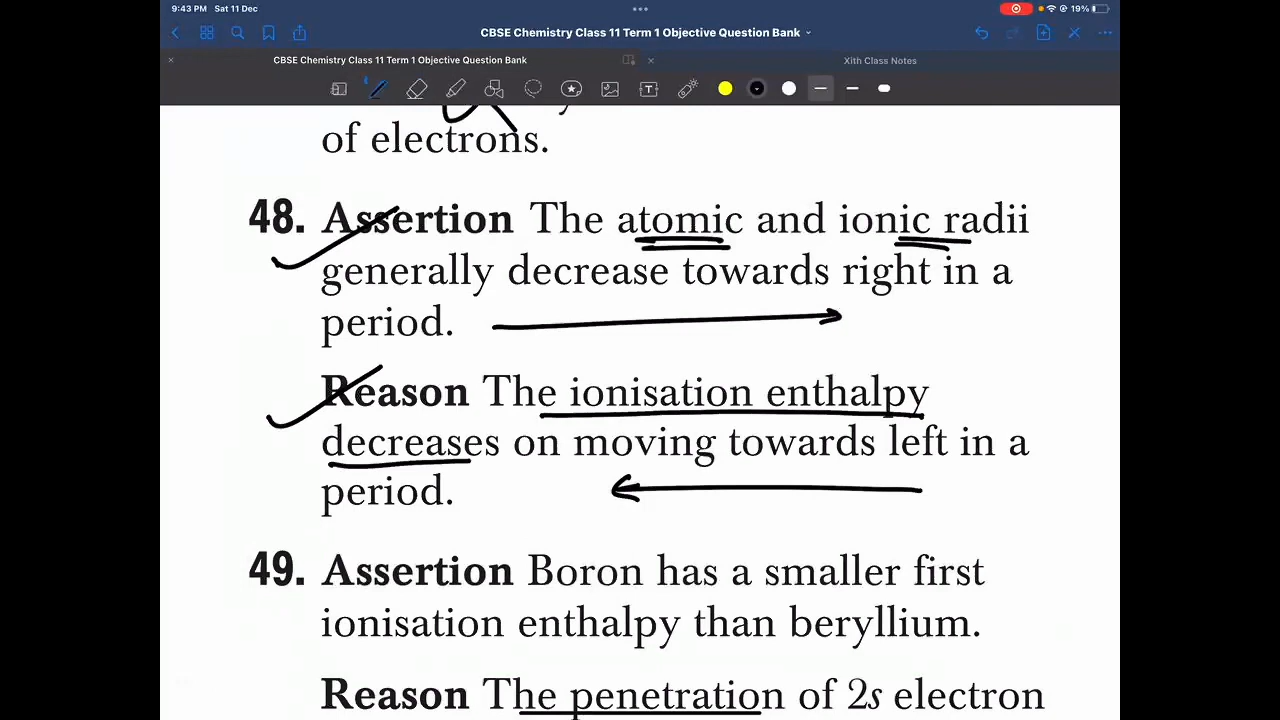 9:43 PM Sat 11 Dec
19%
CBSE Chemistry Class 11 Term 1 Objective Question Bank
CBSE Chemistry Class 11 Term 1 Objective Question Bank
Xith Class Notes
of electrons.
48. Assertion The atomic and ionic radii
generally decrease towards right in a
period.
Reason The ionisation enthalpy
decreases on moving towards left in a
period.
49. Assertion Boron has a smaller first
ionisation enthalpy than beryllium.
Reason The penetration of 2s electron